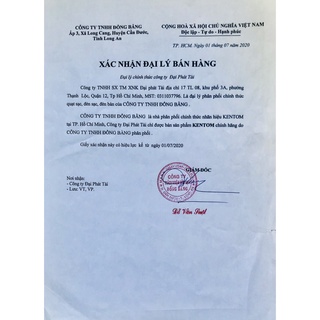 CÔNG TY TNHH ĐÔNG BĂNG
Ấp 3, Xã Long Cang, Huyện Cần Đước,
Tỉnh Long An
CỘNG HOÀ XÃ HỘI CHỦ NGHĨA VIỆT NAM
Độc lập - Tự do - Hạnh phúc
TP. HCM. Ngày 01 tháng 07 năm 2020
XÁC NHẬN ĐẠI LÝ BÁN HÀNG
Đại lý chính thức công ty Đại Phát Tài
Công ty TNHH SX TM XNK Đại phát Tài địa chỉ 17 TL 08, khu phố 3A, phường
Thạnh Lộc, Quận 12, Tp Hồ Chí Minh, MST: 0311037796. Là đại lý phân phối chính thức
quạt sạc, đèn sạc, đèn bàn của CÔNG TY TNHH ĐÔNG BĂNG .
CÔNG TY TNHH ĐÔNG BĂNG là nhà phân phối chính thức nhãn hiệu KENTOM
tại TP. Hồ Chí Minh, Công ty Đại Phát Tài chỉ được bán sản phẩm KENTOM chính hãng do
CÔNG TY TNHH ĐÔNG BĂNG phân phối .
Giấy xác nhận này có hiệu lực kể từ ngày 01/07/2020
GIÁM ĐỐC
Nơi nhận:
- Công ty Đại Phát Tài
- Lưu: VT, VP.
CÔNG TY
TNHH
ĐÔNG BĂNG